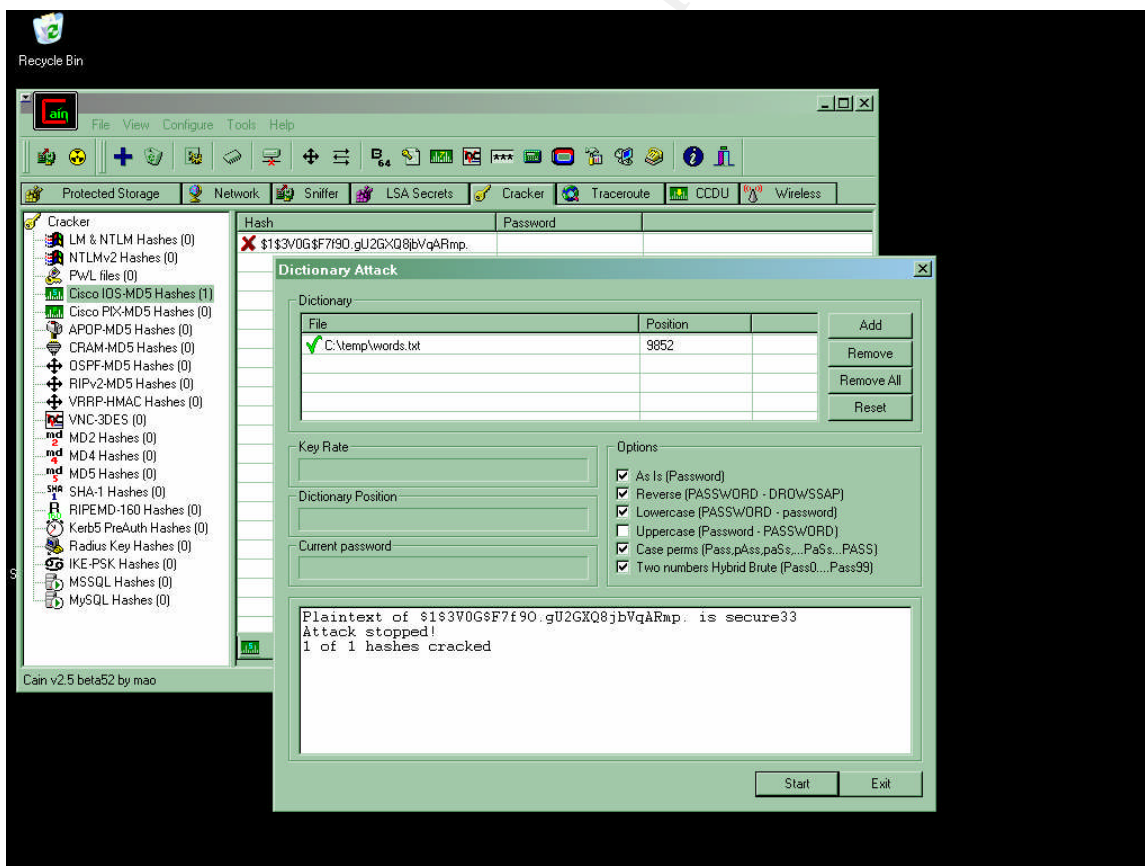 Recycle Bin
Cain
File View Configure Tools Help
Protected Storage Network Sniffer LSA Secrets Cracker Traceroute CCDU Wireless
Cracker
LM & NTLM Hashes (0)
NTLMv2 Hashes (0)
PWL files (0)
Cisco IOS-MD5 Hashes (1)
Cisco PIX-MD5 Hashes (0)
APOP-MD5 Hashes (0)
CRAM-MD5 Hashes (0)
OSPF-MD5 Hashes (0)
RIPv2-MD5 Hashes (0)
VRRP-HMAC Hashes (0)
VNC-3DES (0)
MD2 Hashes (0)
MD4 Hashes (0)
MD5 Hashes (0)
SHA-1 Hashes (0)
RIPEMD-160 Hashes (0)
Kerb5 PreAuth Hashes (0)
Radius Key Hashes (0)
IKE-PSK Hashes (0)
MSSQL Hashes (0)
MySQL Hashes (0)
Hash Password
$1$3V0G$F7f9O.gU2GXQ8jbVqARmp.
Dictionary Attack
Dictionary
File Position
C:\temp\words.txt 9852
Add
Remove
Remove All
Reset
Key Rate
Dictionary Position
Current password
Options
As Is (Password)
Reverse (PASSWORD - DROWSSAP)
Lowercase (PASSWORD - password)
Uppercase (Password - PASSWORD)
Case perms (Pass,pAss,paSs,...PaSs...PASS)
Two numbers Hybrid Brute (Pass0....Pass99)
Plaintext of $1$3V0G$F7f9O.gU2GXQ8jbVqARmp. is secure33
Attack stopped!
1 of 1 hashes cracked
Start Exit
Cain v2.5 beta52 by mao